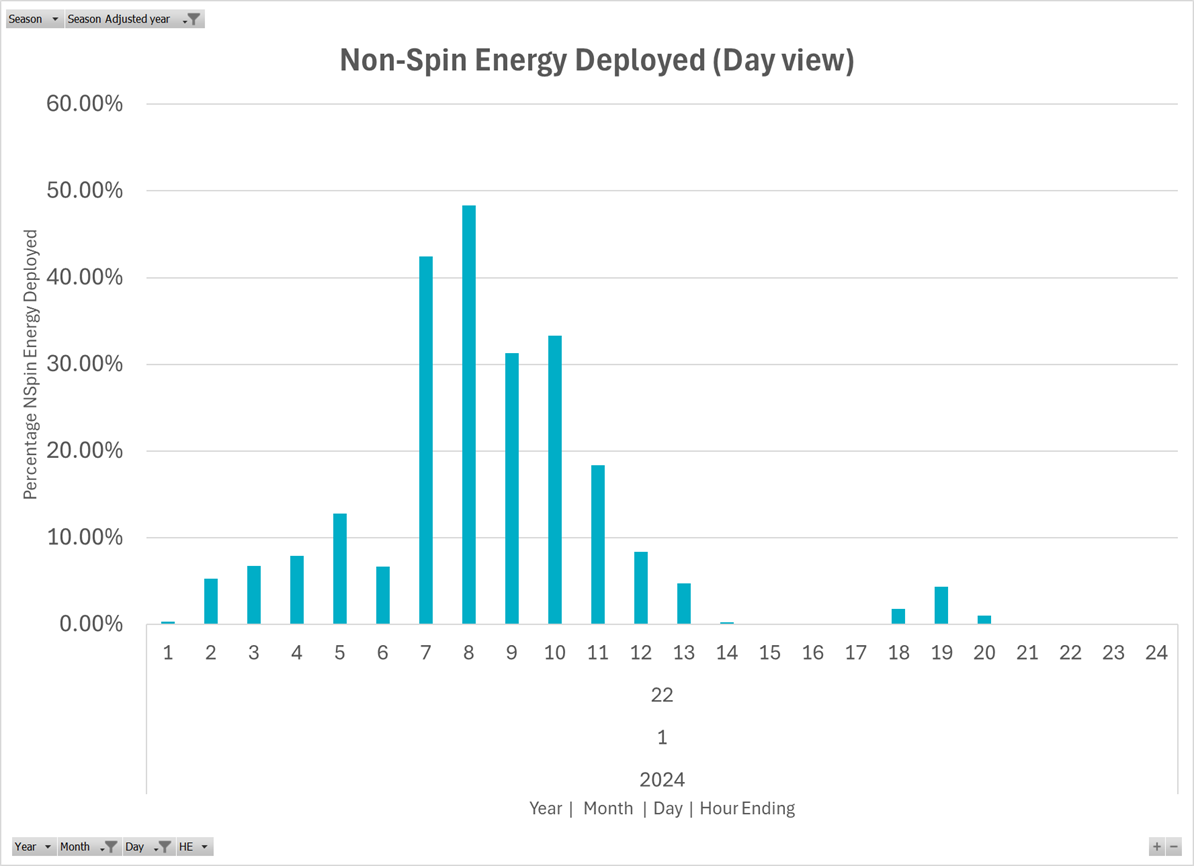 Season Season Adjusted year
Non-Spin Energy Deployed (Day view)
Percentage NSpin Energy Deployed
60.00%
50.00%
40.00%
30.00%
20.00%
10.00%
0.00%
1 2 3 4 5 6 7 8 9 10 11 12 13 14 15 16 17 18 19 20 21 22 23 24
22
1
2024
Year | Month | Day | Hour Ending
Year Month Day HE + −